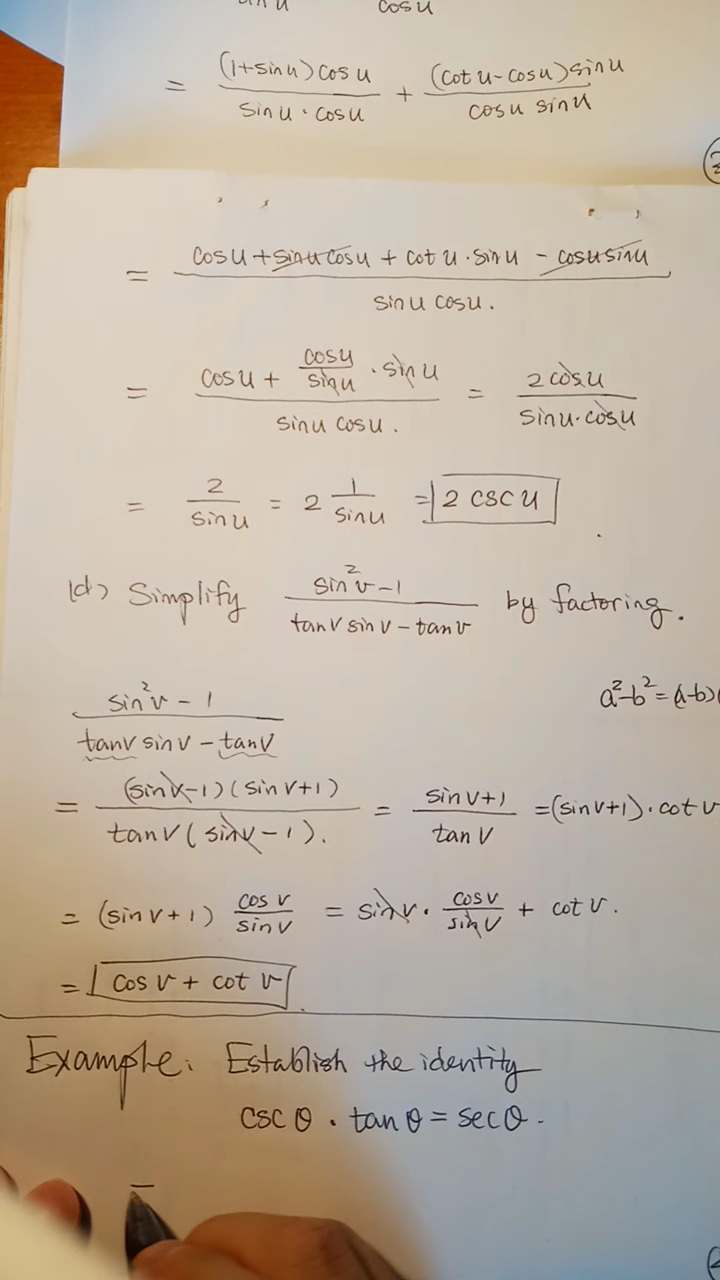 cos u
= (1+sin u) cos u / sin u · cos u + (cot u - cos u) sin u / cos u sin u
= cos u + sin u cos u + cot u · sin u - cos u sin u / sin u cos u.
= cos u + cos u / sin u · sin u / sin u cos u. = 2 cos u / sin u · cos u
= 2 / sin u = 2 1 / sin u = 2 csc u
(d) Simplify sin² v - 1 / tan v sin v - tan v by factoring.
a² - b² = (a-b)(
sin² v - 1 / tan v sin v - tan v
= (sin v - 1)(sin v + 1) / tan v (sin v - 1). = sin v + 1 / tan v = (sin v + 1) · cot v
= (sin v + 1) cos v / sin v = sin v · cos v / sin v + cot v.
= cos v + cot v.
Example. Establish the identity
csc θ · tan θ = sec θ.